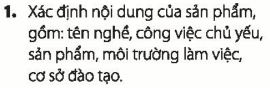 1. Xác định nội dung của sản phẩm,
gồm: tên nghề, công việc chủ yếu,
sản phẩm, môi trường làm việc,
cơ sở đào tạo.